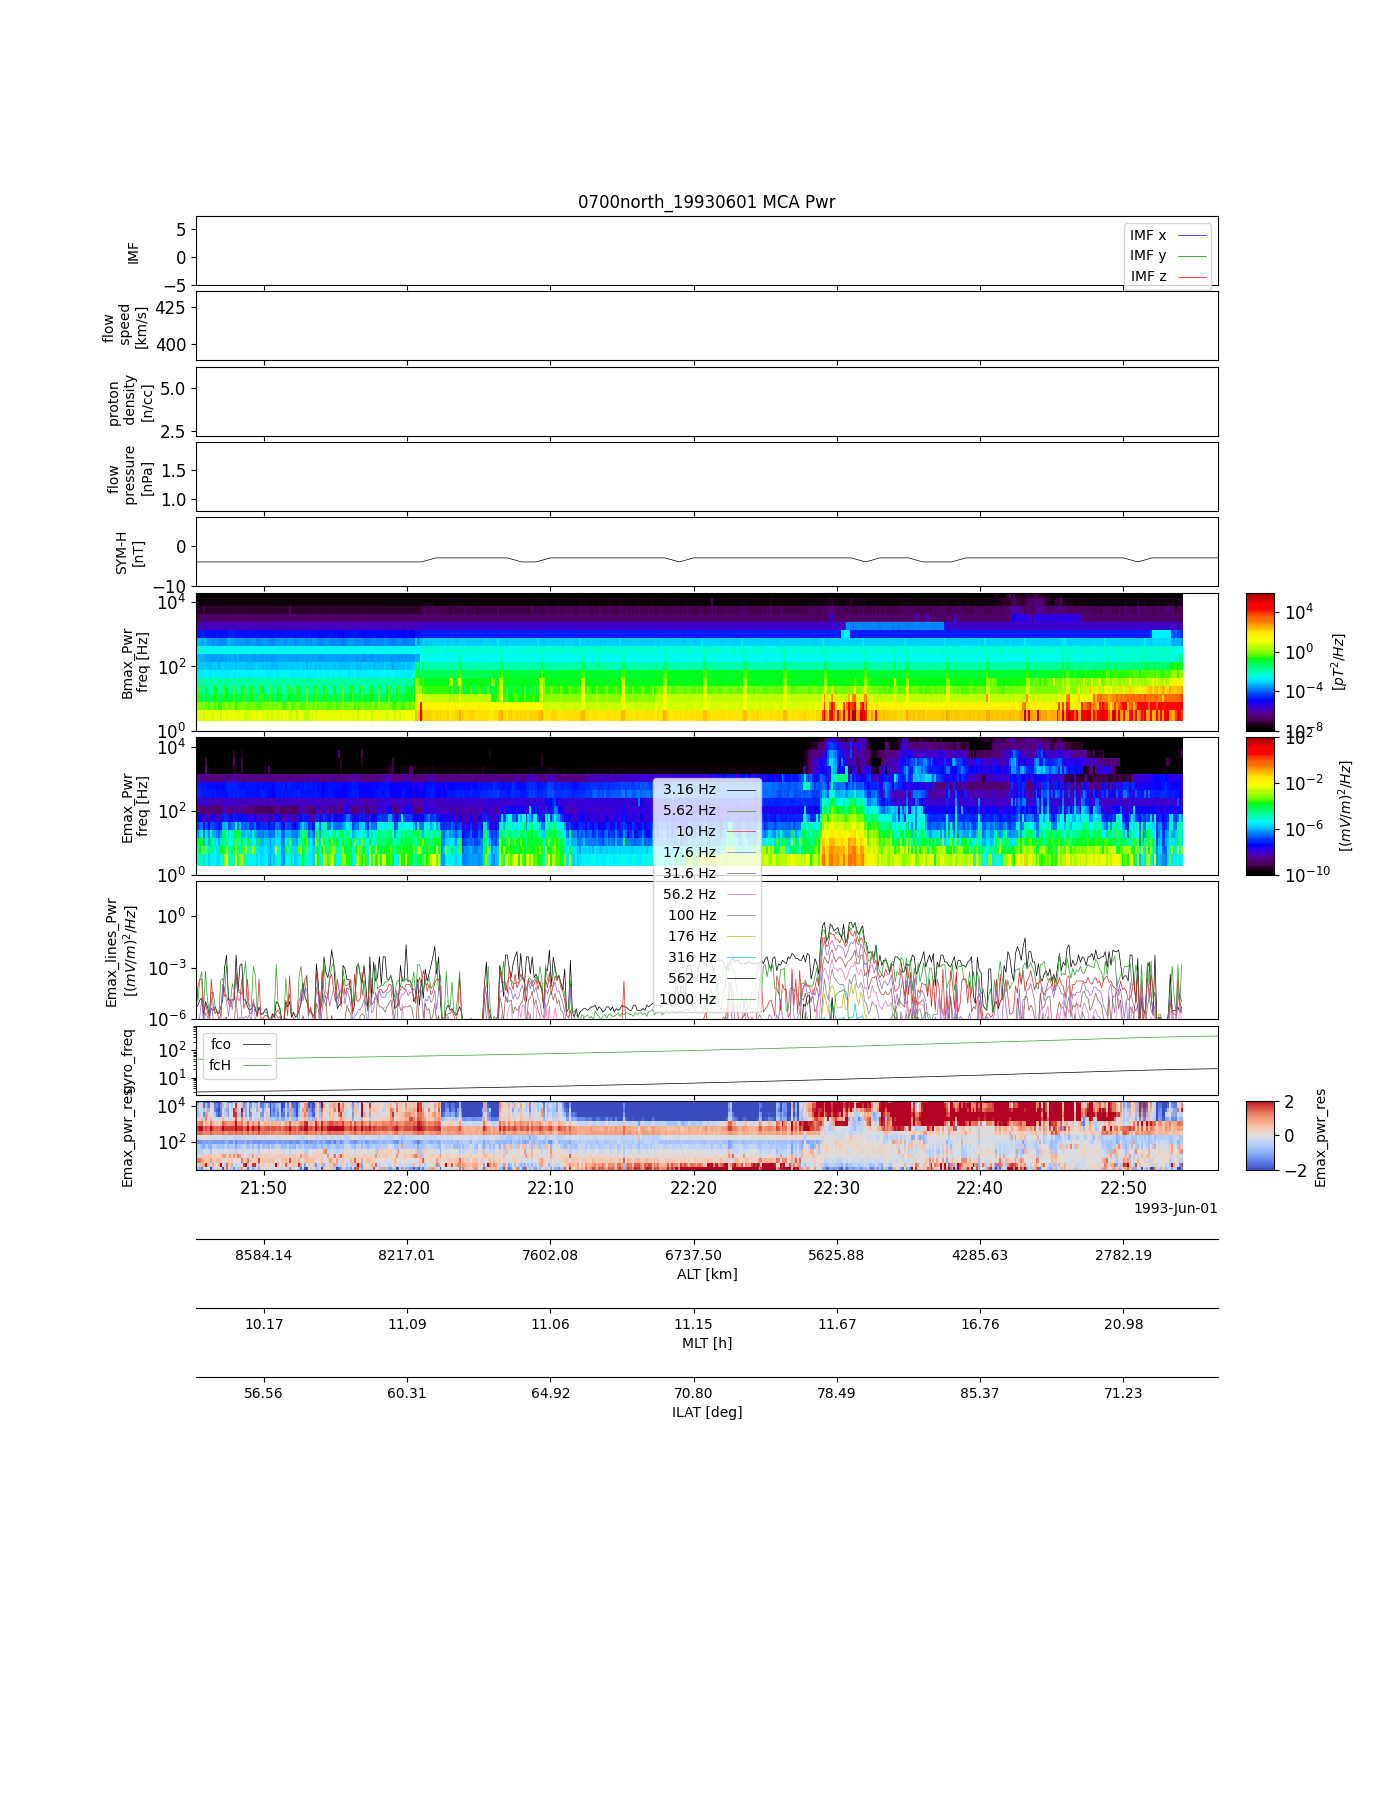 0700north_19930601 MCA Pwr
IMF
5
0
−5
IMF x
IMF y
IMF z
flow
speed
[km/s]
425
400
proton
density
[n/cc]
5.0
2.5
flow
pressure
[nPa]
1.5
1.0
SYM-H
[nT]
0
−10
Bmax_Pwr
freq [Hz]
10^4
10^2
10^0
10^4
10^0
10^−4
10^−8
[pT^2/Hz]
Emax_Pwr
freq [Hz]
10^4
10^2
10^0
10^2
10^−2
10^−6
10^−10
[(mV/m)^2/Hz]
3.16 Hz
5.62 Hz
10 Hz
17.6 Hz
31.6 Hz
56.2 Hz
100 Hz
176 Hz
316 Hz
562 Hz
1000 Hz
Emax_lines_Pwr
[(mV/m)^2/Hz]
10^0
10^−3
10^−6
gyro_freq
10^2
10^1
fco
fcH
Emax_pwr_res
10^4
10^2
2
0
−2
Emax_pwr_res
21:50 22:00 22:10 22:20 22:30 22:40 22:50
1993-Jun-01
8584.14 8217.01 7602.08 6737.50 5625.88 4285.63 2782.19
ALT [km]
10.17 11.09 11.06 11.15 11.67 16.76 20.98
MLT [h]
56.56 60.31 64.92 70.80 78.49 85.37 71.23
ILAT [deg]